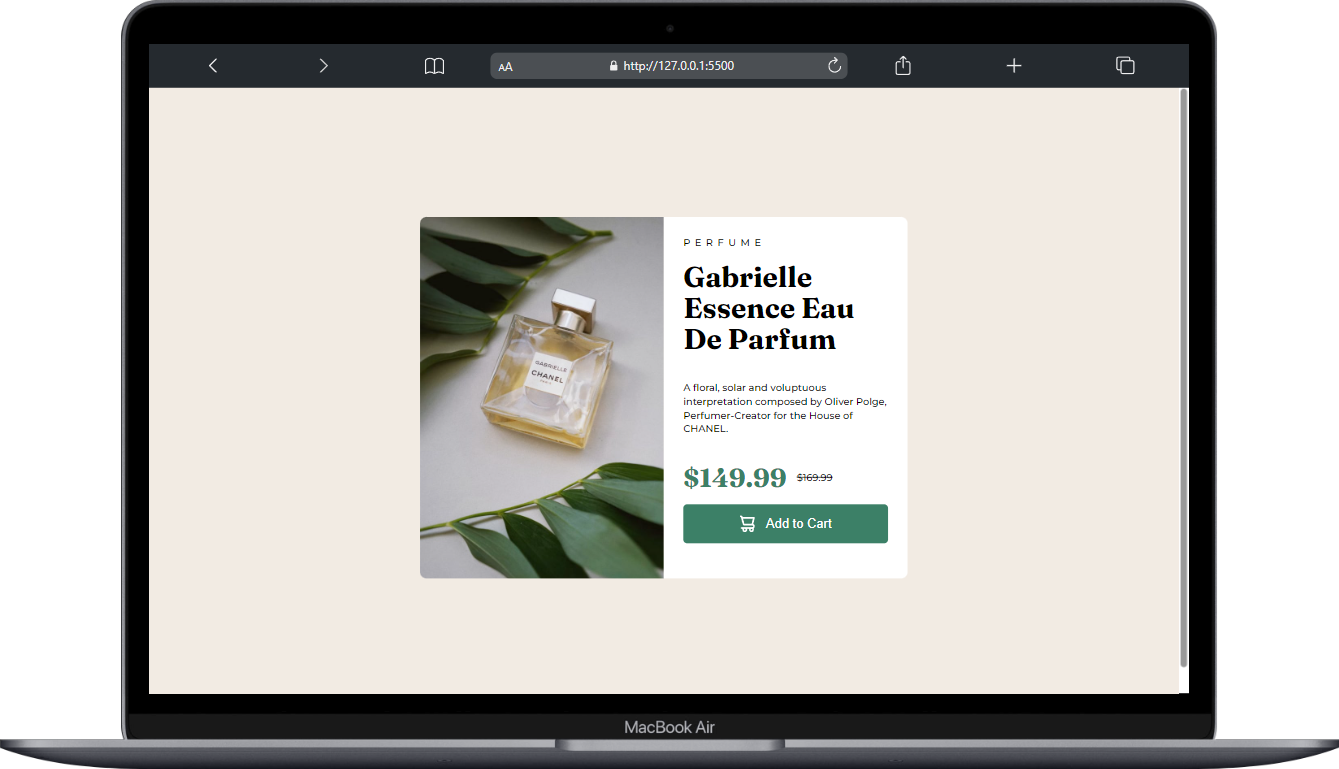 AA
http://127.0.0.1:5500
PERFUME
Gabrielle
Essence Eau
De Parfum
A floral, solar and voluptuous
interpretation composed by Oliver Polge,
Perfumer-Creator for the House of
CHANEL.
$149.99 $169.99
Add to Cart
GABRIELLE
CHANEL
PARIS
MacBook Air